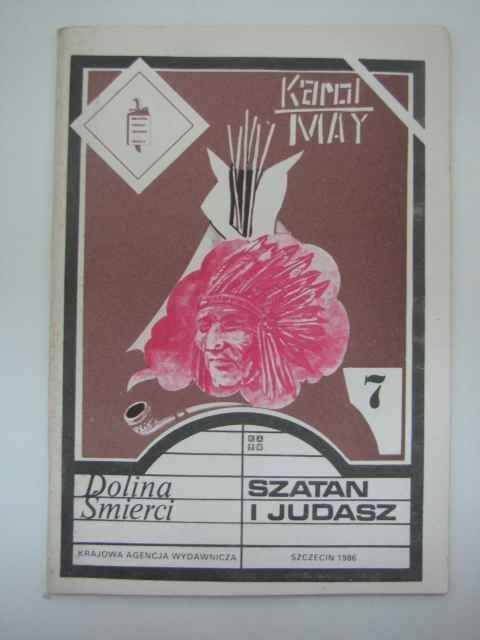 Karol
MAY
7
Dolina
Śmierci
SZATAN
I JUDASZ
KRAJOWA AGENCJA WYDAWNICZA
SZCZECIN 1986